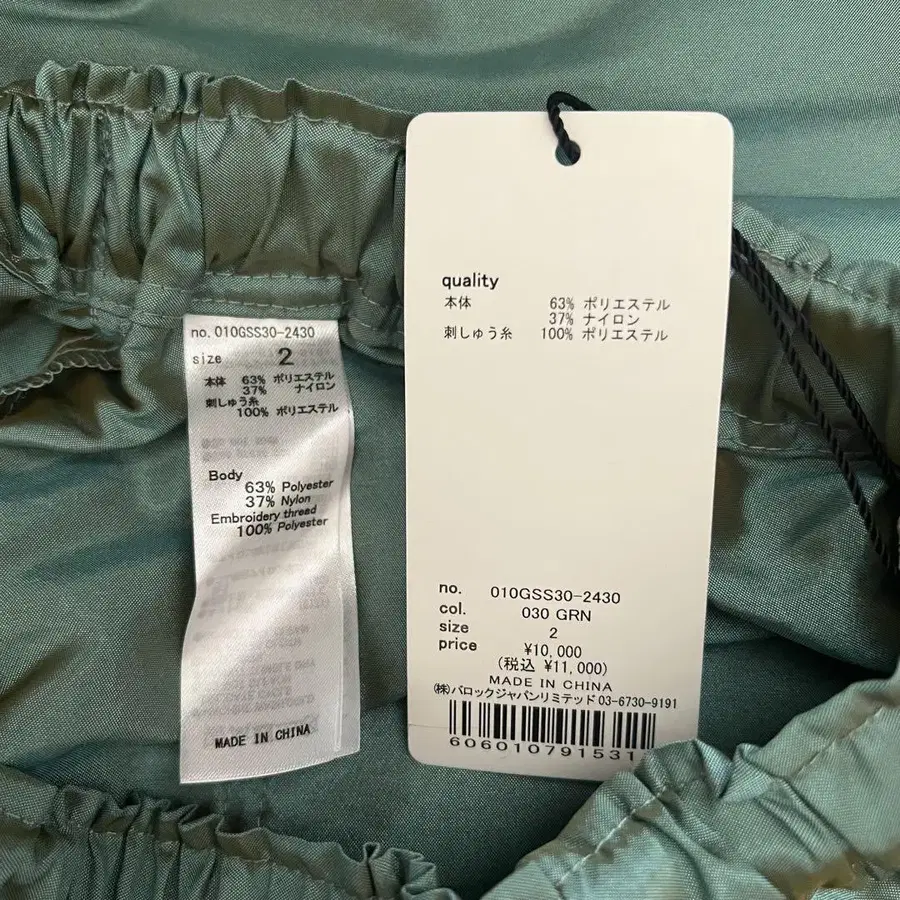 no. 010GSS30-2430
size 2
本体 63% ポリエステル
37% ナイロン
刺しゅう糸
100% ポリエステル
Body
63% Polyester
37% Nylon
Embroidery thread
100% Polyester
MADE IN CHINA
quality
本体 63% ポリエステル
37% ナイロン
刺しゅう糸 100% ポリエステル
no. 010GSS30-2430
col. 030 GRN
size 2
price ¥10,000
(税込 ¥11,000)
MADE IN CHINA
㈱バロックジャパンリミテッド 03-6730-9191
606010791531